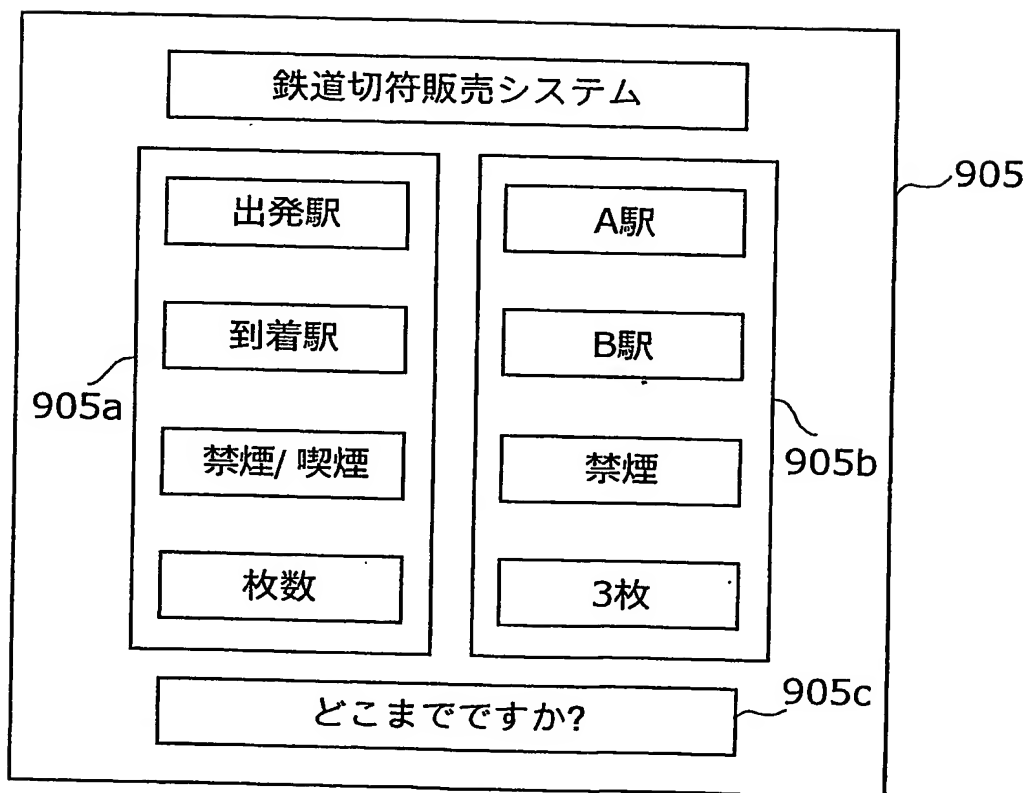 鉄道切符販売システム
905
出発駅
A駅
到着駅
B駅
905a
905b
禁煙/喫煙
禁煙
枚数
3枚
905c
どこまでですか?